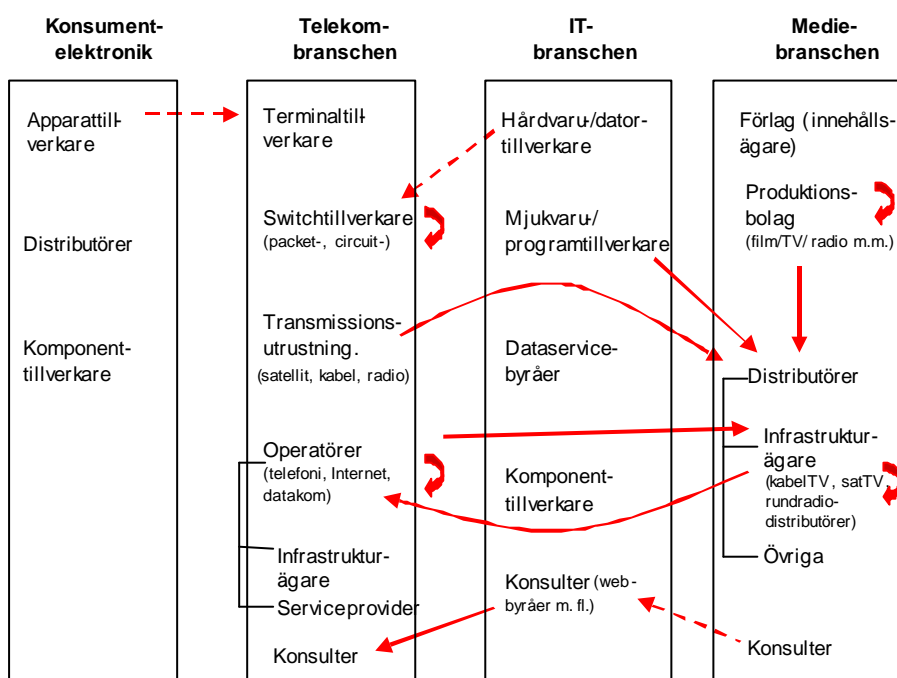 Konsument-
elektronik
Telekom-
branschen
IT-
branschen
Medie-
branschen
Apparattill-
verkare
Distributörer
Komponent-
tillverkare
Terminaltill-
verkare
Switchtillverkare
(packet-, circuit-)
Transmissions-
utrustning.
(satellit, kabel, radio)
Operatörer
(telefoni, Internet,
datakom)
Infrastruktur-
ägare
Serviceprovider
Konsulter
Hårdvaru-/dator-
tillverkare
Mjukvaru-/
programtillverkare
Dataservice-
byråer
Komponent-
tillverkare
Konsulter (web-
byråer m. fl.)
Förlag (innehålls-
ägare)
Produktions-
bolag
(film/TV/ radio m.m.)
Distributörer
Infrastruktur-
ägare
(kabelTV, satTV,
rundradio-
distributörer)
Övriga
Konsulter